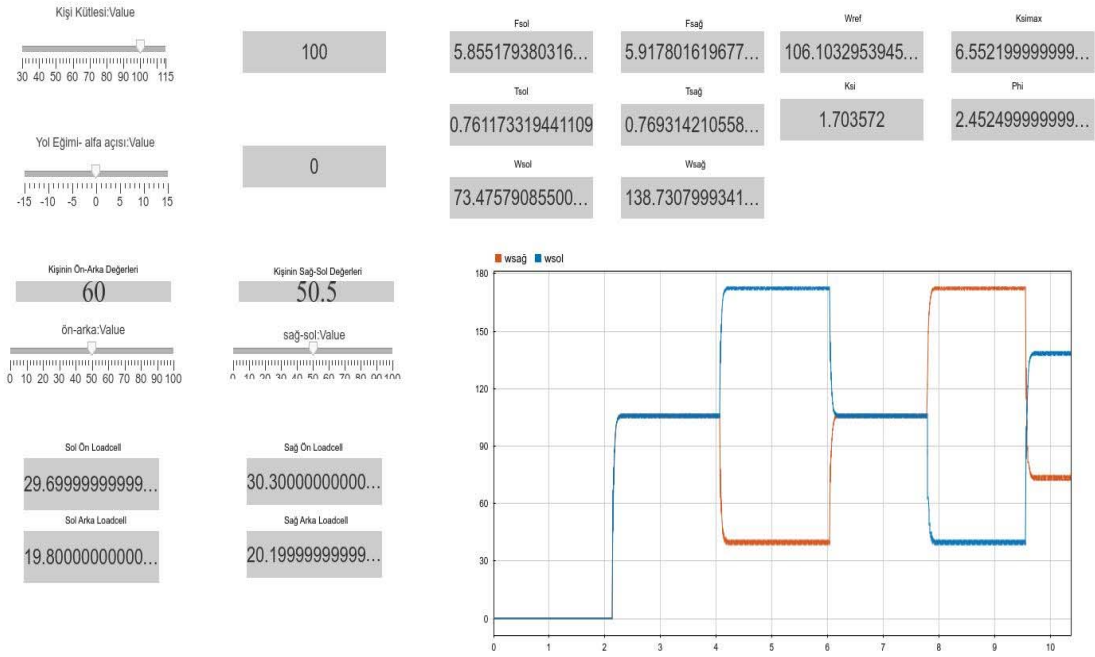 Kişi Kütlesi:Value
30 40 50 60 70 80 90 100 115
100
Yol Eğimi- alfa açısı:Value
-15 -10 -5 0 5 10 15
0
Kişinin Ön-Arka Değerleri
60
ön-arka:Value
0 10 20 30 40 50 60 70 80 90 100
Kişinin Sağ-Sol Değerleri
50.5
sağ-sol:Value
0 10 20 30 40 50 60 70 80 90 100
Sol Ön Loadcell
29.69999999999...
Sağ Ön Loadcell
30.30000000000...
Sol Arka Loadcell
19.80000000000...
Sağ Arka Loadcell
20.19999999999...
Fsol
5.855179380316...
Fsağ
5.917801619677...
Wref
106.1032953945...
Ksimax
6.552199999999...
Tsol
0.761173319441109
Tsağ
0.769314210558...
Ksi
1.703572
Phi
2.452499999999...
Wsol
73.47579085500...
Wsağ
138.7307999341...
wsağ wsol
180
150
120
90
60
30
0
0 1 2 3 4 5 6 7 8 9 10